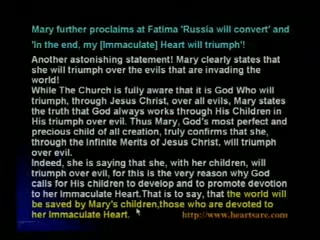 Mary further proclaims at Fatima 'Russia will convert' and
'In the end, my [Immaculate] Heart will triumph'!
Another astonishing statement! Mary clearly states that
she will triumph over the evils that are invading the
world!
While The Church is fully aware that it is God Who will
triumph, through Jesus Christ, over all evils, Mary states
the truth that God always works through His Children in
His triumph over evil. Thus Mary, God's most perfect and
precious child of all creation, truly confirms that she,
through the Infinite Merits of Jesus Christ, will triumph
over evil.
Indeed, she is saying that she, with her children, will
triumph over evil, for this is the very reason why God
calls for His children to develop and to promote devotion
to her Immaculate Heart.That is to say, that the world will
be saved by Mary's children,those who are devoted to
her Immaculate Heart.
http://www.heartsare.com